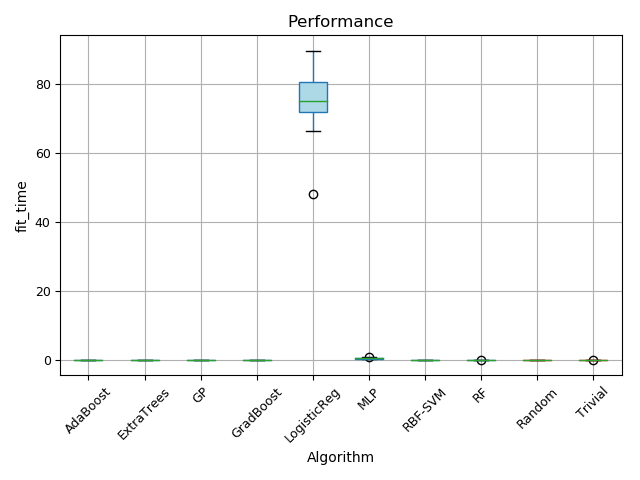 Performance
fit_time
80
60
40
20
0
AdaBoost
ExtraTrees
GP
GradBoost
LogisticReg
MLP
RBF-SVM
RF
Random
Trivial
Algorithm